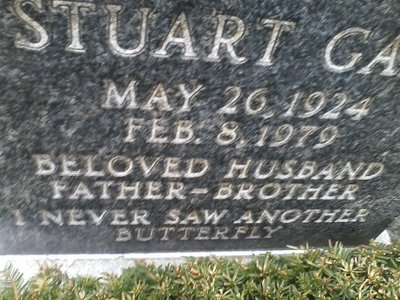 STUART GA
MAY 26, 1924
FEB. 8, 1979
BELOVED HUSBAND
FATHER-BROTHER
I NEVER SAW ANOTHER
BUTTERFLY